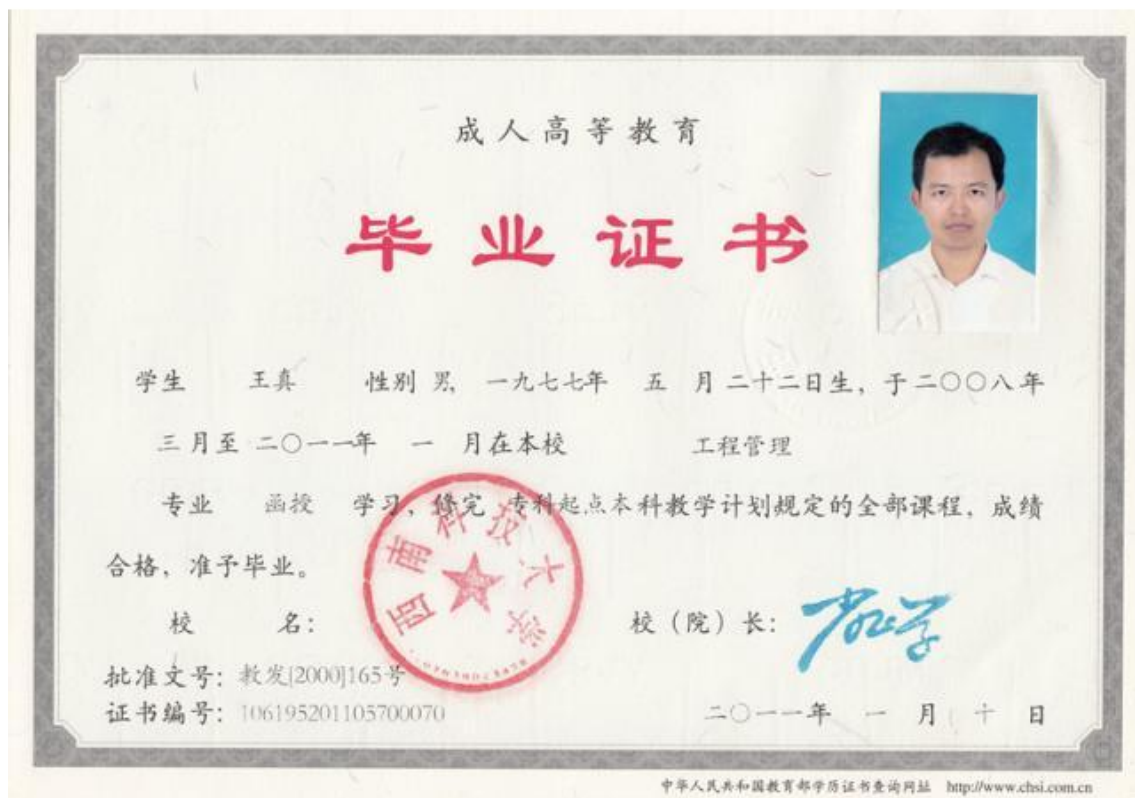 成人高等教育
毕业证书
学生 王真 性别 男, 一九七七年 五 月二十二日生, 于二〇〇八年
三月至 二〇一一年 一 月在本校 工程管理
专业 函授 学习, 修完 专科起点本科教学计划规定的全部课程, 成绩
合格, 准予毕业。
西南科技大学
校 名: 校(院)长:
批准文号: 教发[2000]165号
证书编号: 106195201105700070
二〇一一年 一 月 十 日
中华人民共和国教育部学历证书查询网址 http://www.chsi.com.cn